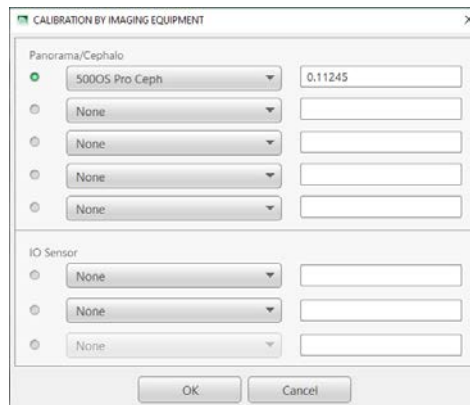 CALIBRATION BY IMAGING EQUIPMENT
Panorama/Cephalo
500OS Pro Ceph 0.11245
None
None
None
None
IO Sensor
None
None
None
OK Cancel